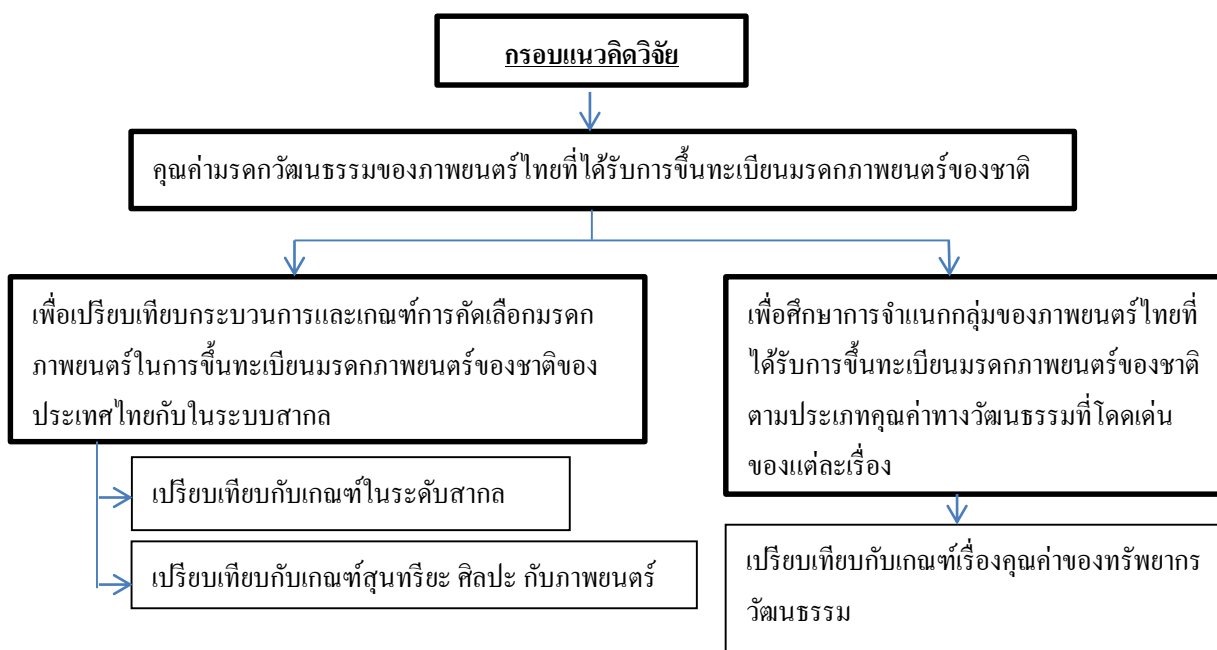 กรอบแนวคิดวิจัย
คุณค่ามรดกวัฒนธรรมของภาพยนตร์ไทยที่ได้รับการขึ้นทะเบียนมรดกภาพยนตร์ของชาติ
เพื่อเปรียบเทียบกระบวนการและเกณฑ์การคัดเลือกมรดก
ภาพยนตร์ในการขึ้นทะเบียนมรดกภาพยนตร์ของชาติของ
ประเทศไทยกับในระบบสากล
เปรียบเทียบกับเกณฑ์ในระดับสากล
เปรียบเทียบกับเกณฑ์สุนทรียะ ศิลปะ กับภาพยนตร์
เพื่อศึกษาการจำแนกกลุ่มของภาพยนตร์ไทยที่
ได้รับการขึ้นทะเบียนมรดกภาพยนตร์ของชาติ
ตามประเภทคุณค่าทางวัฒนธรรมที่โดดเด่น
ของแต่ละเรื่อง
เปรียบเทียบกับเกณฑ์เรื่องคุณค่าของทรัพยากร
วัฒนธรรม